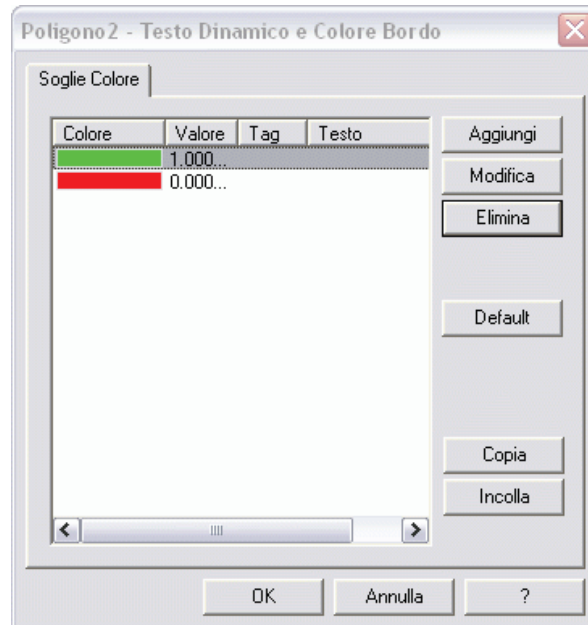 Poligono2 - Testo Dinamico e Colore Bordo
Soglie Colore
Colore Valore Tag Testo
1.000...
0.000...
Aggiungi
Modifica
Elimina
Default
Copia
Incolla
OK Annulla ?